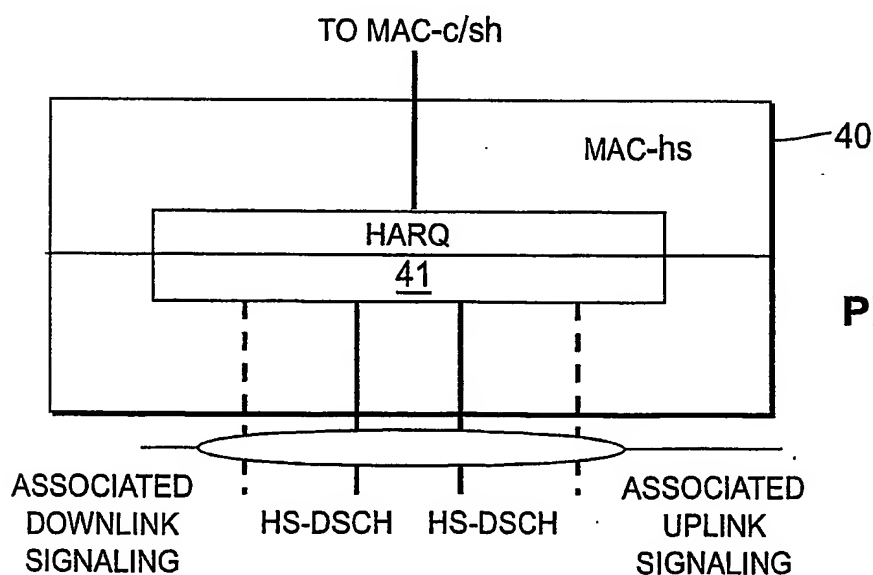 TO MAC-c/sh
40
MAC-hs
HARQ
41
P
ASSOCIATED
DOWNLINK
SIGNALING
HS-DSCH
HS-DSCH
ASSOCIATED
UPLINK
SIGNALING